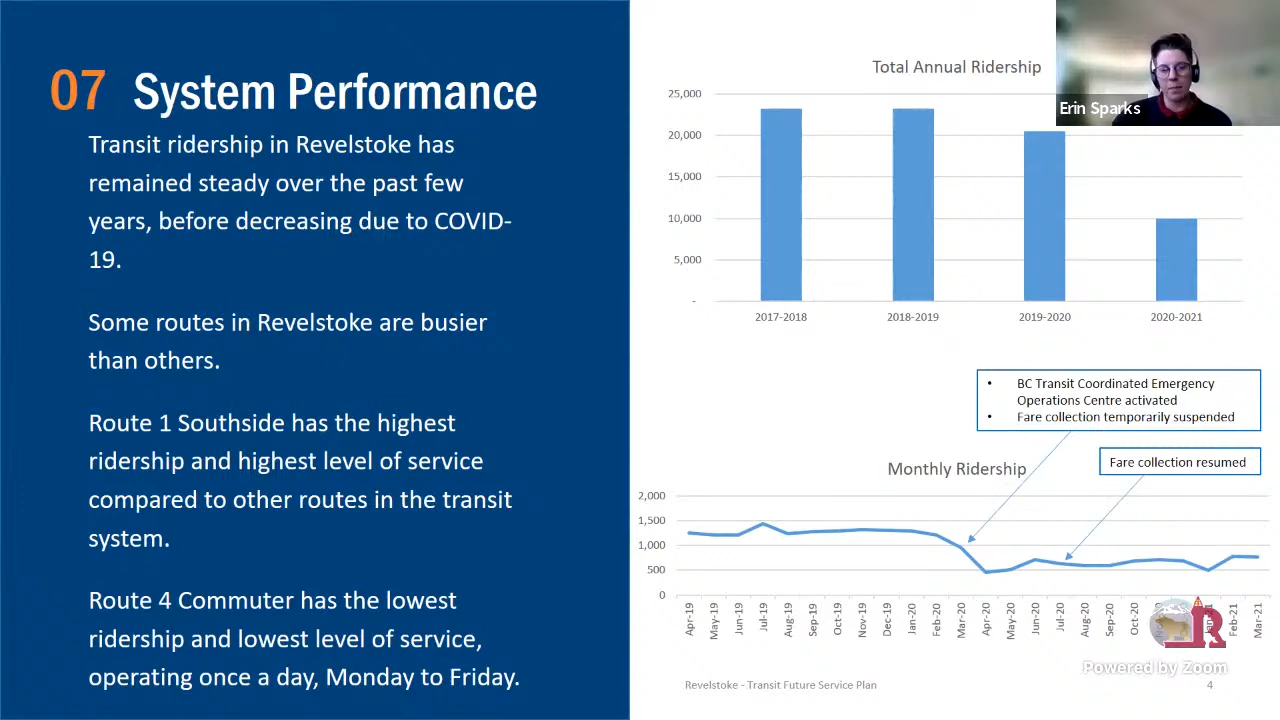 07 System Performance
Transit ridership in Revelstoke has
remained steady over the past few
years, before decreasing due to COVID-
19.
Some routes in Revelstoke are busier
than others.
Route 1 Southside has the highest
ridership and highest level of service
compared to other routes in the transit
system.
Route 4 Commuter has the lowest
ridership and lowest level of service,
operating once a day, Monday to Friday.
Total Annual Ridership
25,000
20,000
15,000
10,000
5,000
-
2017-2018 2018-2019 2019-2020 2020-2021
Erin Sparks
• BC Transit Coordinated Emergency
Operations Centre activated
• Fare collection temporarily suspended
Fare collection resumed
Monthly Ridership
2,000
1,500
1,000
500
0
Apr-19
May-19
Jun-19
Jul-19
Aug-19
Sep-19
Oct-19
Nov-19
Dec-19
Jan-20
Feb-20
Mar-20
Apr-20
May-20
Jun-20
Jul-20
Aug-20
Sep-20
Oct-20
Feb-21
Mar-21
R
Powered by Zoom
Revelstoke - Transit Future Service Plan 4